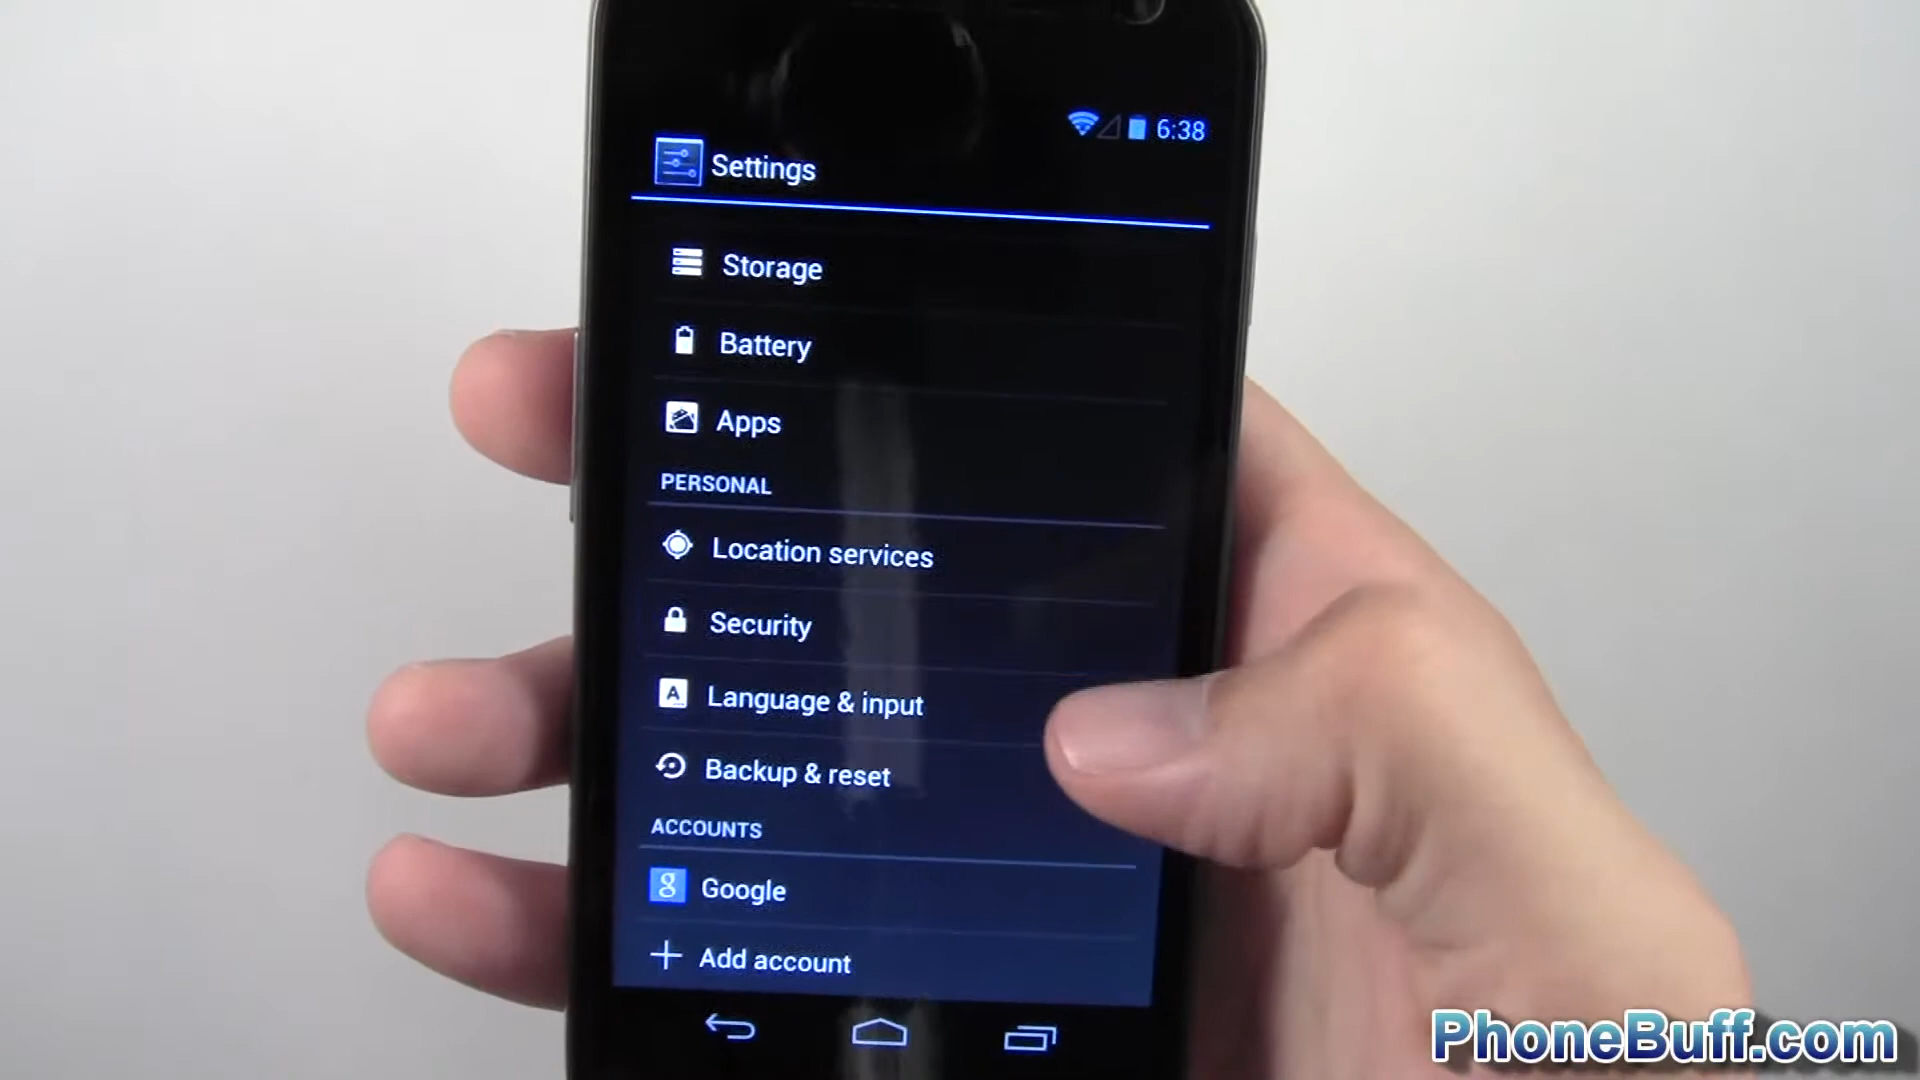 6:38
Settings
Storage
Battery
Apps
PERSONAL
Location services
Security
Language & input
Backup & reset
ACCOUNTS
Google
Add account
PhoneBuff.com